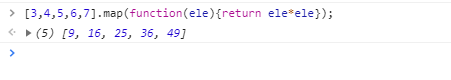 > [3,4,5,6,7].map(function(ele){return ele*ele});
(5) [9, 16, 25, 36, 49]
>